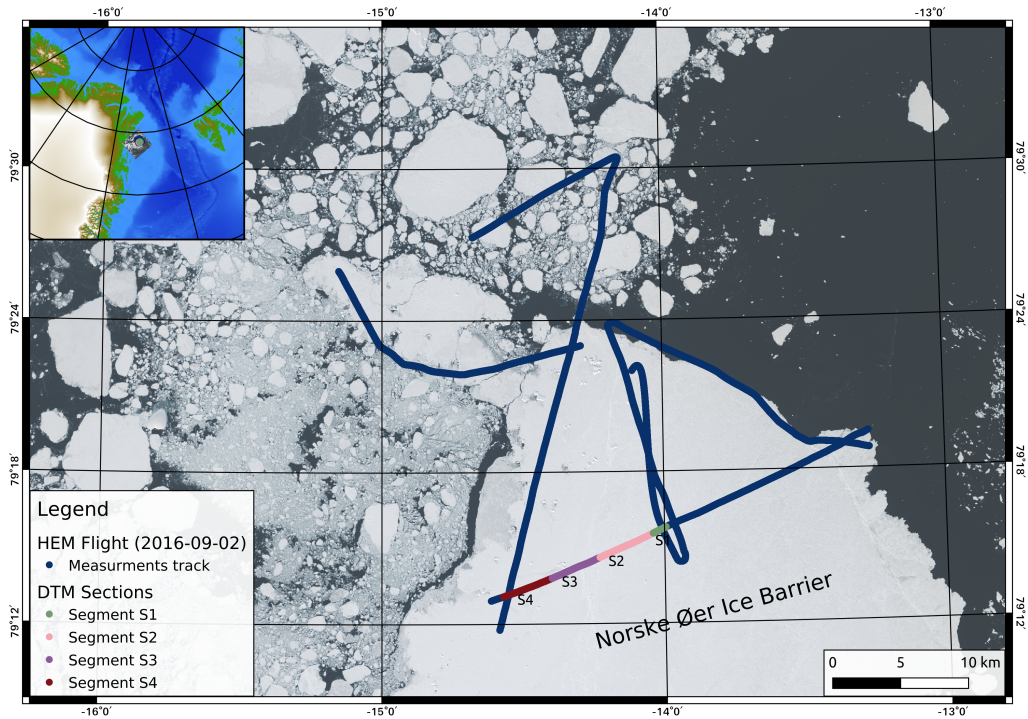 -16°0′ -15°0′ -14°0′ -13°0′
79°30′ 79°30′
79°24′ 79°24′
79°18′ 79°18′
79°12′ 79°12′
S
S2
S3
S4
Norske Øer Ice Barrier
Legend
HEM Flight (2016-09-02)
Measurments track
DTM Sections
Segment S1
Segment S2
Segment S3
Segment S4
0 5 10 km
-16°0′ -15°0′ -14°0′ -13°0′